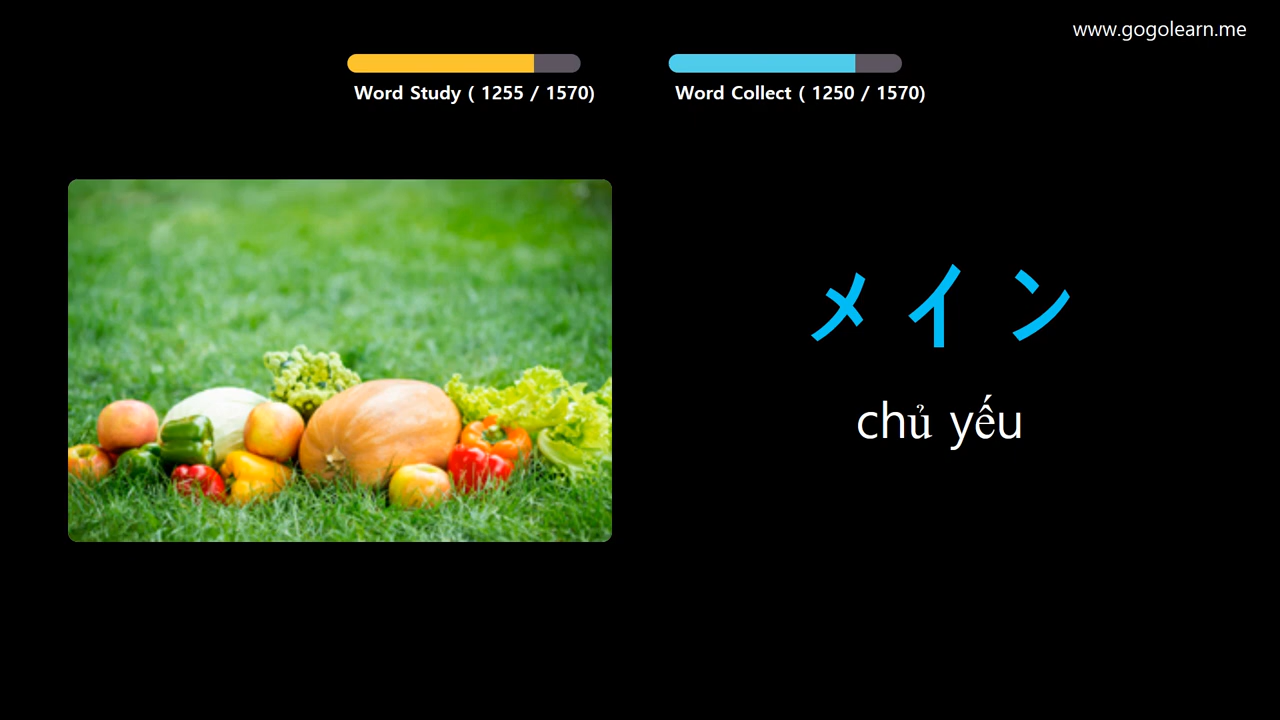 www.gogolearn.me
Word Study ( 1255 / 1570)
Word Collect ( 1250 / 1570)
メイン
chủ yếu